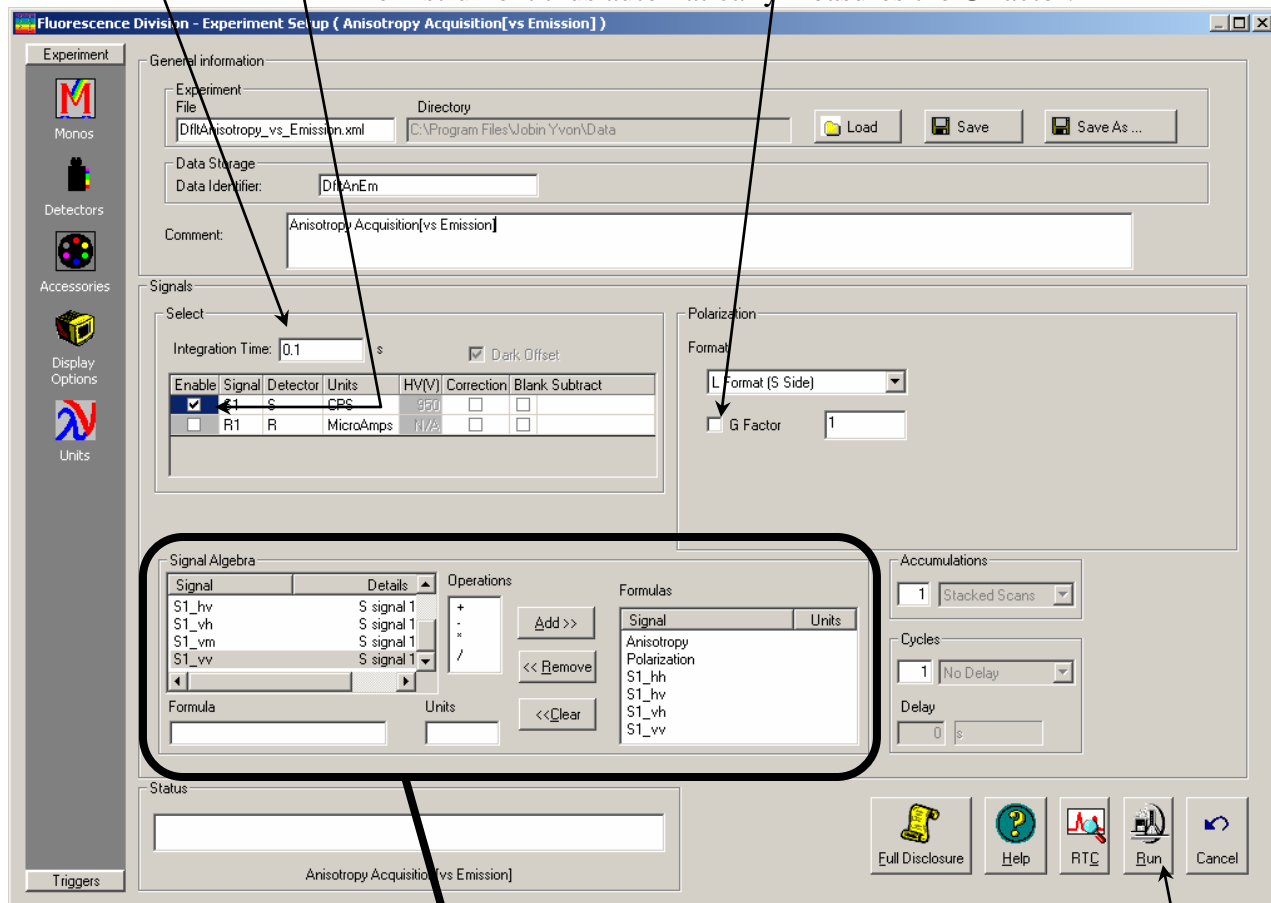 Fluorescence Division - Experiment Setup ( Anisotropy Acquisition[vs Emission] )
Experiment
Monos
Detectors
Accessories
Display Options
Units
Triggers
General information
Experiment
File
Directory
DfltAnisotropy_vs_Emission.xml
C:\Program Files\Jobin Yvon\Data
Load
Save
Save As ...
Data Storage
Data Identifier:
DfltAnEm
Comment:
Anisotropy Acquisition[vs Emission]
Signals
Select
Integration Time: 0.1 s
Dark Offset
Enable Signal Detector Units HV(V) Correction Blank Subtract
S1 S CPS 950
R1 R MicroAmps N/A
Polarization
Format
L Format (S Side)
G Factor 1
Signal Algebra
Signal Details
S1_hv S signal 1
S1_vh S signal 1
S1_vm S signal 1
S1_vv S signal 1
Operations
+
-
*
/
Add >>
<< Remove
<<Clear
Formula
Units
Formulas
Signal Units
Anisotropy
Polarization
S1_hh
S1_hv
S1_vh
S1_vv
Accumulations
1 Stacked Scans
Cycles
1 No Delay
Delay
0 s
Status
Anisotropy Acquisition[vs Emission]
Full Disclosure
Help
RTC
Run
Cancel